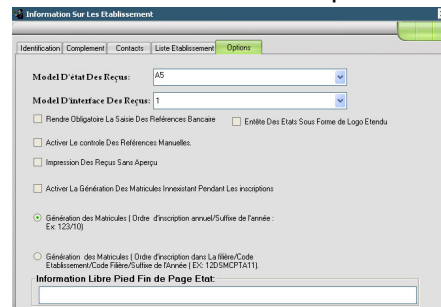 Information Sur Les Etablissement
Identification Complement Contacts Liste Etablissement Options
Model D'état Des Reçus: A5
Model D'interface Des Reçus: 1
Rendre Obligatoire La Saisie Des Reférences Bancaire
Entête Des Etats Sous Forme de Logo Etendu
Activer Le controle Des Reférences Manuelles.
Impression Des Reçus Sans Aperçu
Activer La Génération Des Matricules Innexistant Pendant Les inscriptions
Génération des Matricules ( Ordre d'inscription annuel/Suffixe de l'année :
Ex: 123/10)
Génération des Matricules ( Ordre d'inscription dans La filière/Code
Etablissement/Code Filière/Suffixe de l'Année ( EX: 12DSMCPTA11).
Information Libre Pied Fin de Page Etat: